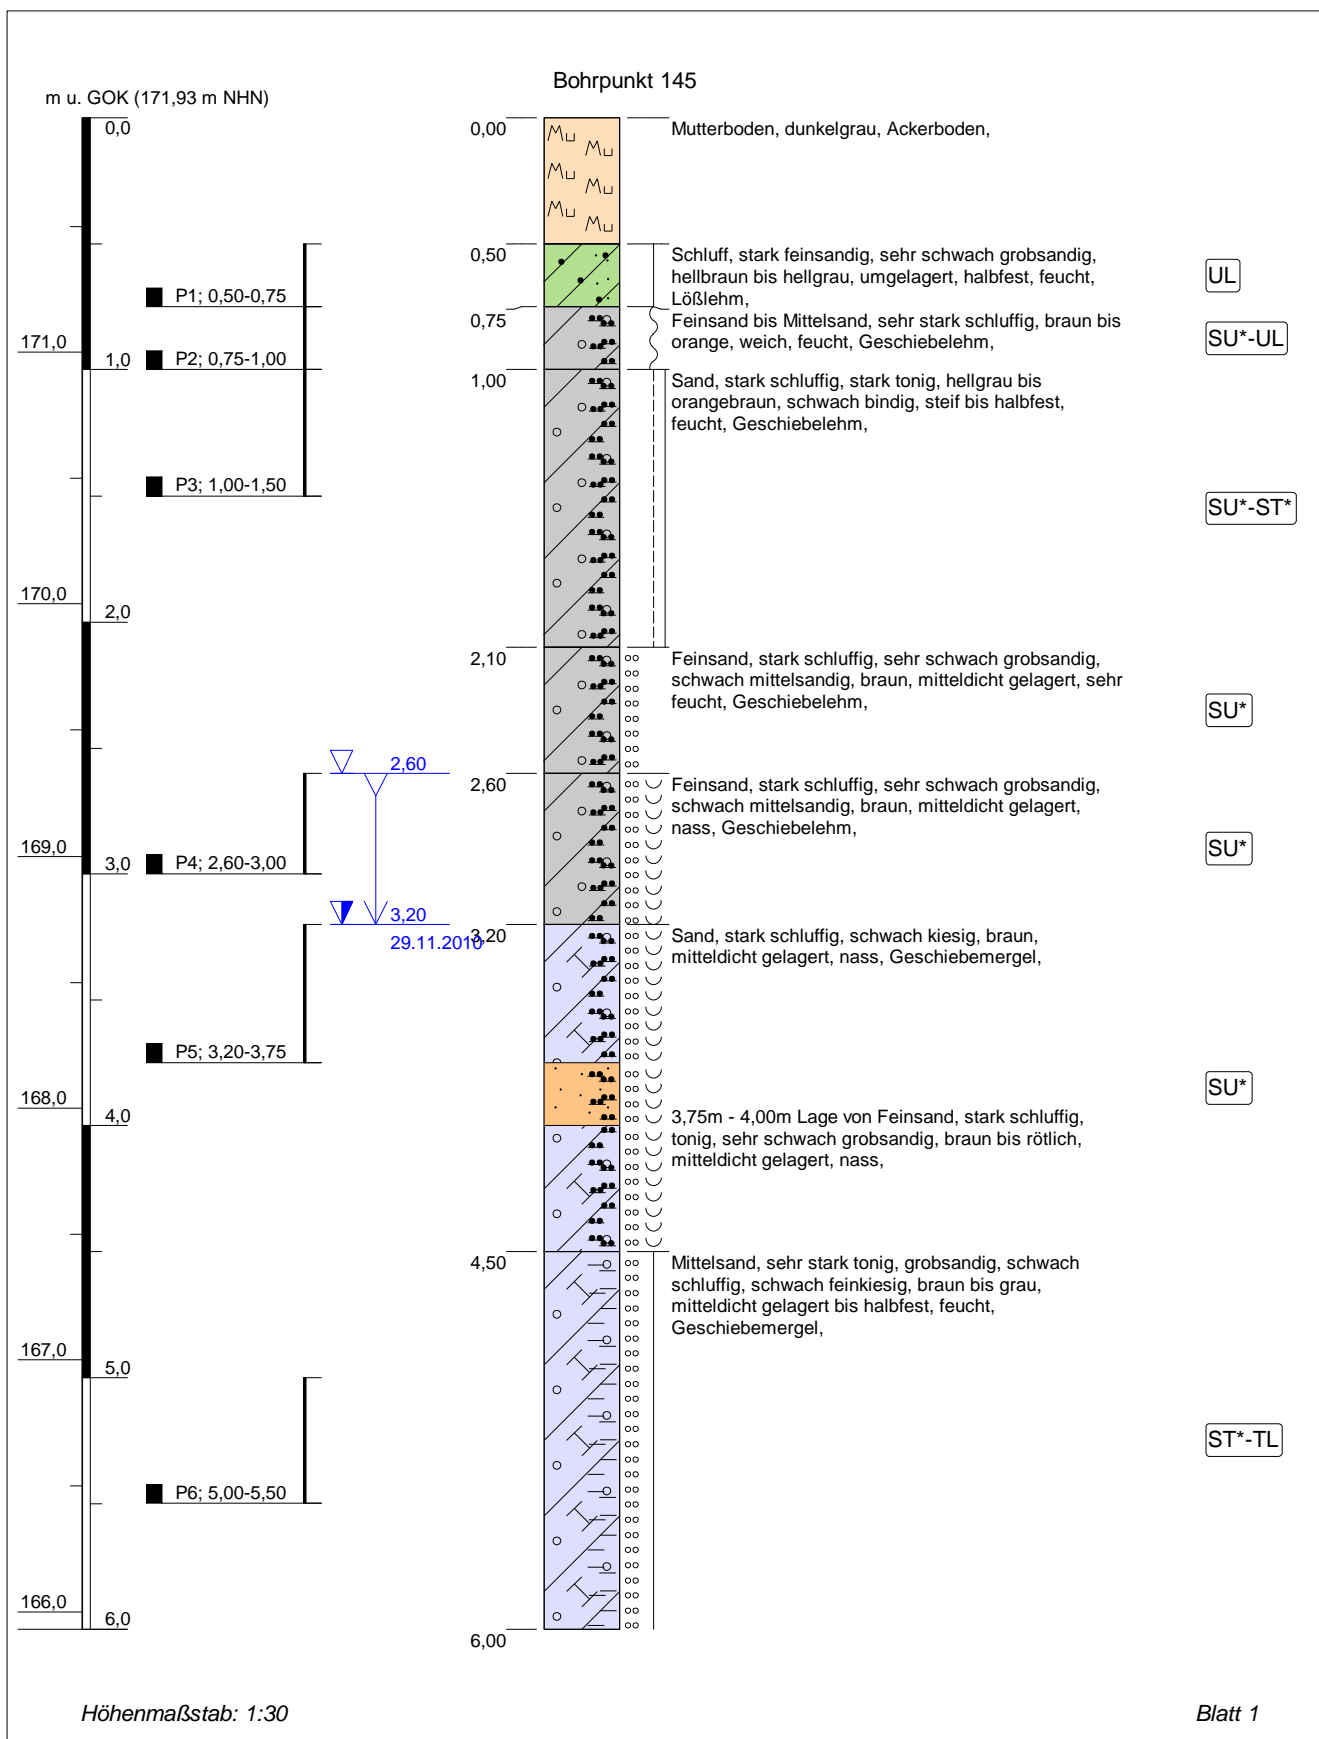 Bohrpunkt 145
m u. GOK (171,93 m NHN)
0,0
0,00
Mutterboden, dunkelgrau, Ackerboden,
Mu
Mu
Mu
Mu
Mu
Mu
0,50
Schluff, stark feinsandig, sehr schwach grobsandig,
hellbraun bis hellgrau, umgelagert, halbfest, feucht,
Lößlehm,
UL
P1; 0,50-0,75
0,75
Feinsand bis Mittelsand, sehr stark schluffig, braun bis
orange, weich, feucht, Geschiebelehm,
SU*-UL
171,0
1,0
P2; 0,75-1,00
1,00
Sand, stark schluffig, stark tonig, hellgrau bis
orangebraun, schwach bindig, steif bis halbfest,
feucht, Geschiebelehm,
P3; 1,00-1,50
SU*-ST*
170,0
2,0
2,10
Feinsand, stark schluffig, sehr schwach grobsandig,
schwach mittelsandig, braun, mitteldicht gelagert, sehr
feucht, Geschiebelehm,
SU*
2,60
2,60
Feinsand, stark schluffig, sehr schwach grobsandig,
schwach mittelsandig, braun, mitteldicht gelagert,
nass, Geschiebelehm,
SU*
169,0
3,0
P4; 2,60-3,00
3,20
29.11.2010
3,20
Sand, stark schluffig, schwach kiesig, braun,
mitteldicht gelagert, nass, Geschiebemergel,
P5; 3,20-3,75
SU*
168,0
4,0
3,75m - 4,00m Lage von Feinsand, stark schluffig,
tonig, sehr schwach grobsandig, braun bis rötlich,
mitteldicht gelagert, nass,
4,50
Mittelsand, sehr stark tonig, grobsandig, schwach
schluffig, schwach feinkiesig, braun bis grau,
mitteldicht gelagert bis halbfest, feucht,
Geschiebemergel,
167,0
5,0
ST*-TL
P6; 5,00-5,50
166,0
6,0
6,00
Höhenmaßstab: 1:30
Blatt 1